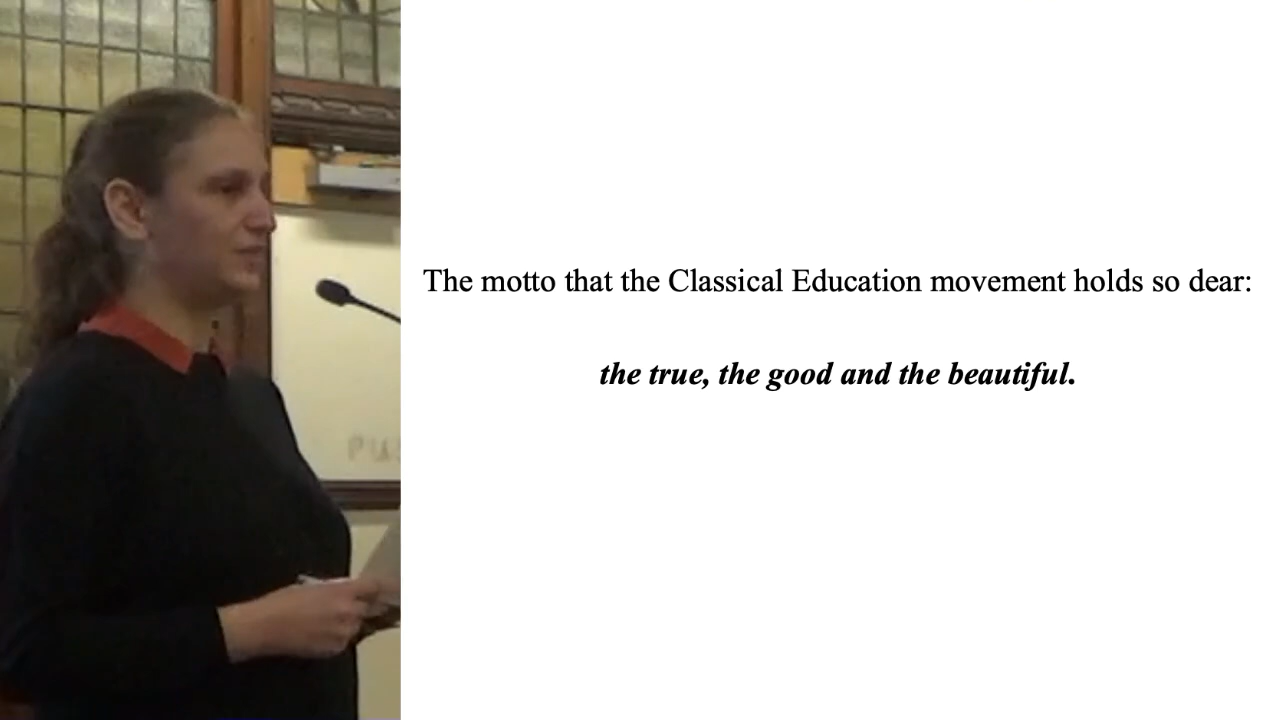 The motto that the Classical Education movement holds so dear:
the true, the good and the beautiful.